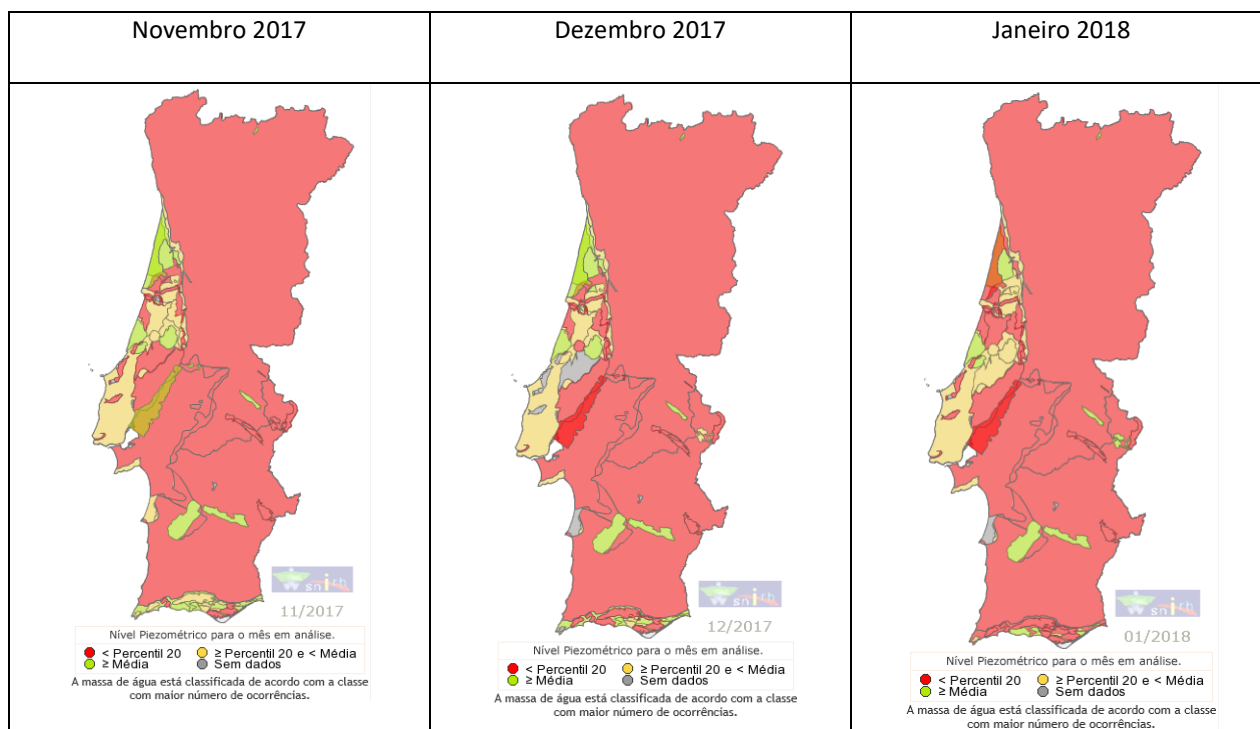 Novembro 2017
Dezembro 2017
Janeiro 2018
snirh
11/2017
Nível Piezométrico para o mês em análise.
< Percentil 20 ≥ Percentil 20 e < Média
≥ Média Sem dados
A massa de água está classificada de acordo com a classe
com maior número de ocorrências.
snirh
12/2017
Nível Piezométrico para o mês em análise.
< Percentil 20 ≥ Percentil 20 e < Média
≥ Média Sem dados
A massa de água está classificada de acordo com a classe
com maior número de ocorrências.
snirh
01/2018
Nível Piezométrico para o mês em análise.
< Percentil 20 ≥ Percentil 20 e < Média
≥ Média Sem dados
A massa de água está classificada de acordo com a classe
com maior número de ocorrências.